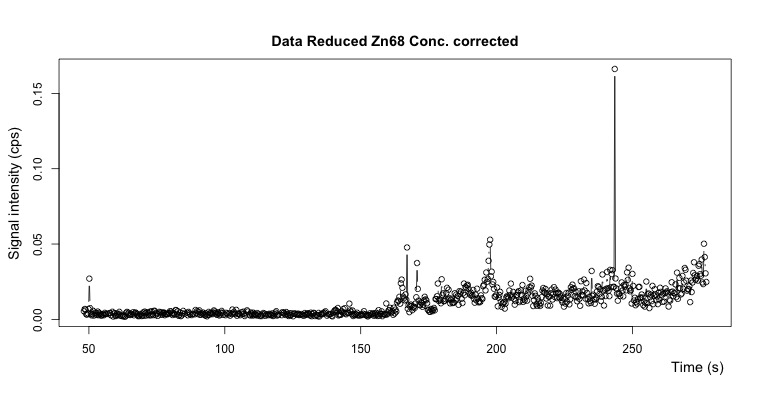 Data Reduced Zn68 Conc. corrected
Signal intensity (cps)
0.15
0.10
0.05
0.00
50 100 150 200 250
Time (s)